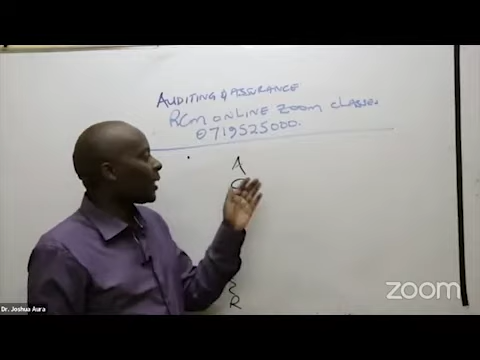 AUDITING & ASSURANCE
RCM ONLINE ZOOM classes
0719525000.
A
R
Dr. Joshua Aura
zoom